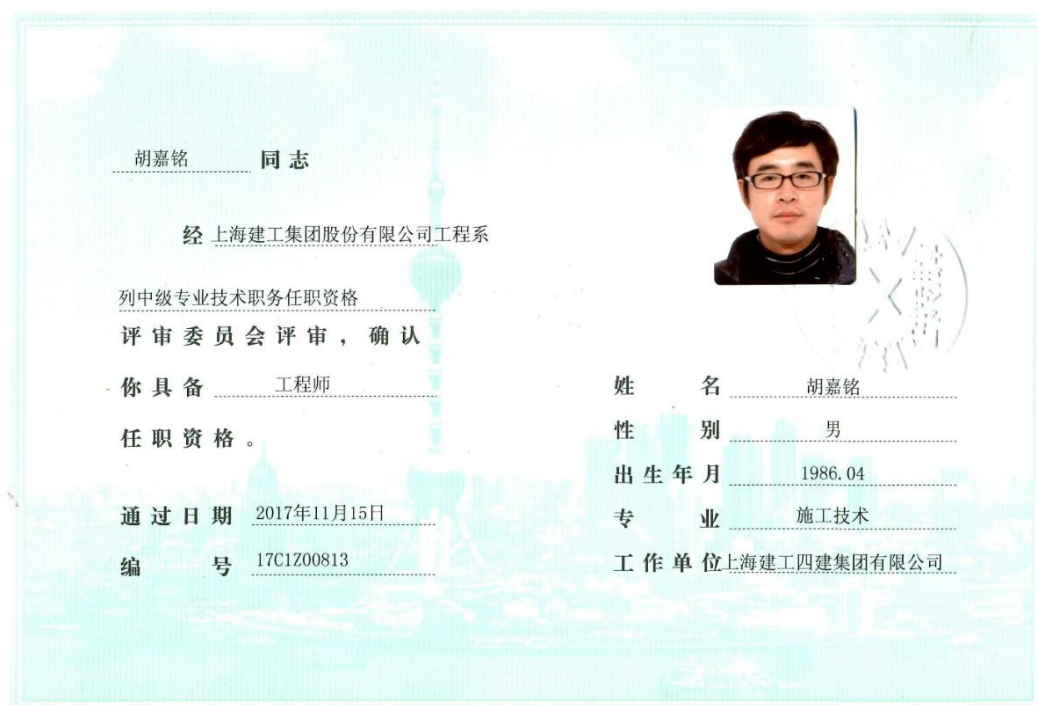 胡嘉铭 同志
经 上海建工集团股份有限公司工程系
列中级专业技术职务任职资格
评审委员会评审，确认
你具备 工程师
任职资格。
通过日期 2017年11月15日
编号 17C1Z00813
姓名 胡嘉铭
性别 男
出生年月 1986.04
专业 施工技术
工作单位 上海建工四建集团有限公司